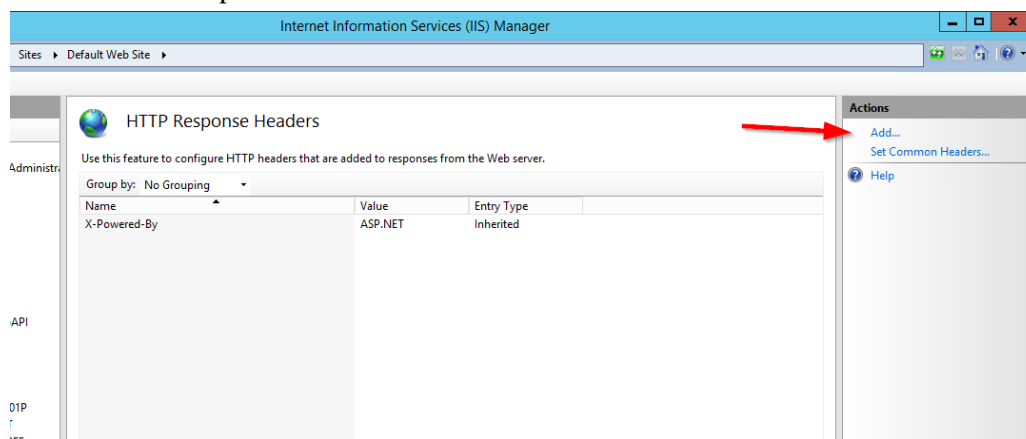 Internet Information Services (IIS) Manager
Sites Default Web Site
HTTP Response Headers
Use this feature to configure HTTP headers that are added to responses from the Web server.
Group by: No Grouping
Name Value Entry Type
X-Powered-By ASP.NET Inherited
Actions
Add...
Set Common Headers...
Help
Administra
API
01P